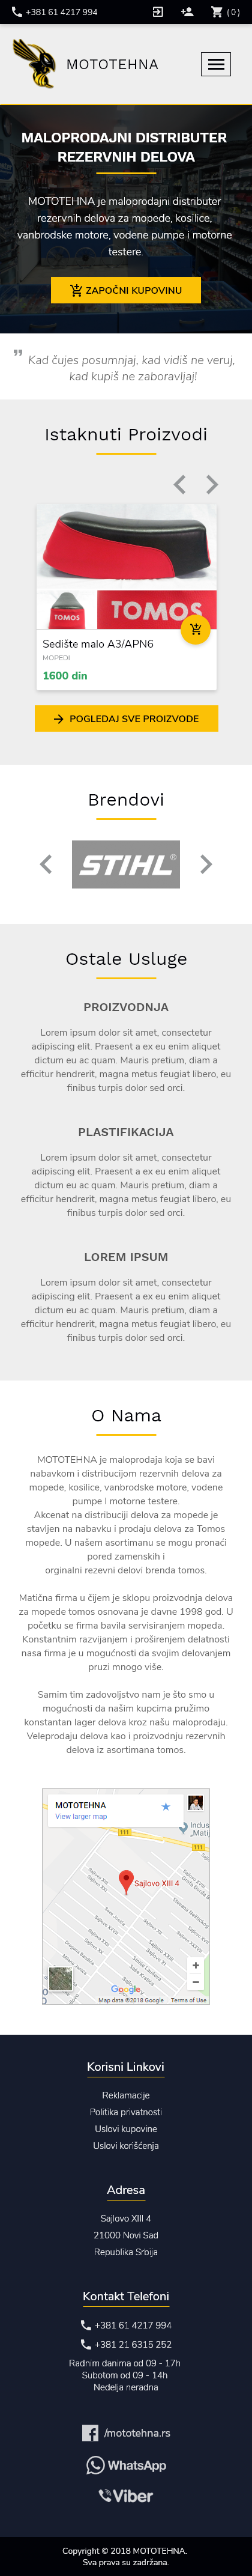 +381 61 4217 994
(0)
MOTOTEHNA
MALOPRODAJNI DISTRIBUTER
REZERVNIH DELOVA
MOTOTEHNA je maloprodajni distributer
rezervnih delova za mopede, kosilice,
vanbrodske motore, vodene pumpe i motorne
testere.
ZAPOČNI KUPOVINU
Kad čujes posumnjaj, kad vidiš ne veruj,
kad kupiš ne zaboravljaj!
Istaknuti Proizvodi
TOMOS
Sedište malo A3/APN6
MOPEDI
1600 din
POGLEDAJ SVE PROIZVODE
Brendovi
STIHL®
Ostale Usluge
PROIZVODNJA
Lorem ipsum dolor sit amet, consectetur
adipiscing elit. Praesent a ex eu enim aliquet
dictum eu ac quam. Mauris pretium, diam a
efficitur hendrerit, magna metus feugiat libero, eu
finibus turpis dolor sed orci.
PLASTIFIKACIJA
Lorem ipsum dolor sit amet, consectetur
adipiscing elit. Praesent a ex eu enim aliquet
dictum eu ac quam. Mauris pretium, diam a
efficitur hendrerit, magna metus feugiat libero, eu
finibus turpis dolor sed orci.
LOREM IPSUM
Lorem ipsum dolor sit amet, consectetur
adipiscing elit. Praesent a ex eu enim aliquet
dictum eu ac quam. Mauris pretium, diam a
efficitur hendrerit, magna metus feugiat libero, eu
finibus turpis dolor sed orci.
O Nama
MOTOTEHNA je maloprodaja koja se bavi
nabavkom i distribucijom rezervnih delova za
mopede, kosilice, vanbrodske motore, vodene
pumpe I motorne testere.
Akcenat na distribuciji delova za mopede je
stavljen na nabavku i prodaju delova za Tomos
mopede. U našem asortimanu se mogu pronaći
pored zamenskih i
orginalni rezevni delovi brenda tomos.
Matična firma u čijem je sklopu proizvodnja delova
za mopede tomos osnovana je davne 1998 god. U
početku se firma bavila servisiranjem mopeda.
Konstantnim razvijanjem i proširenjem delatnosti
nasa firma je u mogućnosti da svojim delovanjem
pruzi mnogo više.
Samim tim zadovoljstvo nam je što smo u
mogućnosti da našim kupcima pružimo
konstantan lager delova kroz našu maloprodaju.
Veleprodaju delova kao i proizvodnju rezervnih
delova iz asortimana tomos.
MOTOTEHNA
View larger map
Sajlovo XIII 4
Google
Map data ©2018 Google Terms of Use
Korisni Linkovi
Reklamacije
Politika privatnosti
Uslovi kupovine
Uslovi korišćenja
Adresa
Sajlovo XIII 4
21000 Novi Sad
Republika Srbija
Kontakt Telefoni
+381 61 4217 994
+381 21 6315 252
Radnim danima od 09 - 17h
Subotom od 09 - 14h
Nedelja neradna
/mototehna.rs
WhatsApp
Viber
Copyright © 2018 MOTOTEHNA.
Sva prava su zadržana.